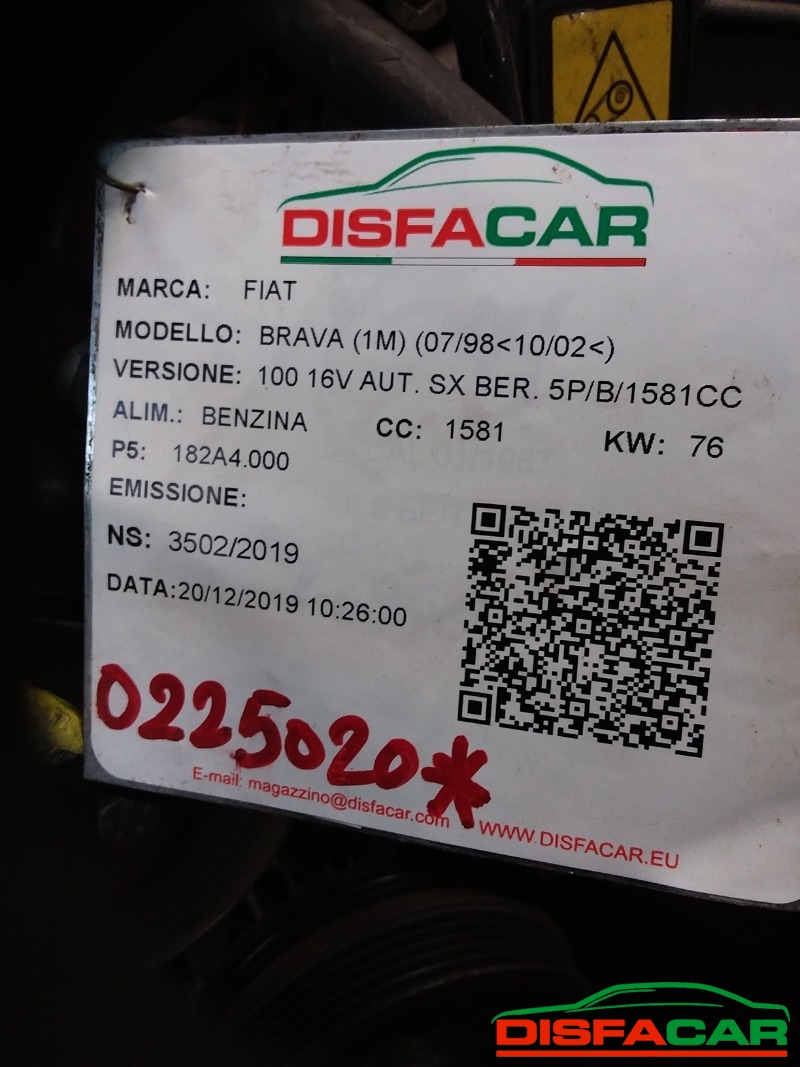 DISFACAR
MARCA: FIAT
MODELLO: BRAVA (1M) (07/98<10/02<)
VERSIONE: 100 16V AUT. SX BER. 5P/B/1581CC
ALIM.: BENZINA CC: 1581 KW: 76
P5: 182A4.000
EMISSIONE:
NS: 3502/2019
DATA:20/12/2019 10:26:00
0225020*
E-mail: magazzino@disfacar.com WWW.DISFACAR.EU
DISFACAR